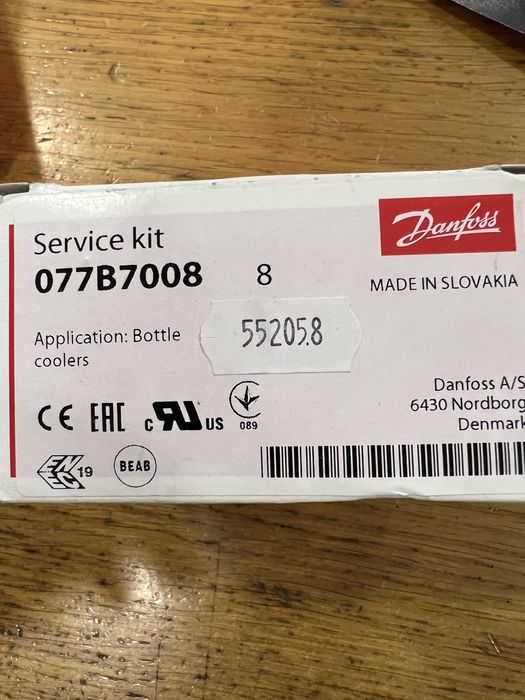 Danfoss
Service kit
077B7008 8
MADE IN SLOVAKIA
55205.8
Application: Bottle
coolers
Danfoss A/S
6430 Nordborg
Denmark
CE EAC c RU us
089
ENEC 19 BEAB